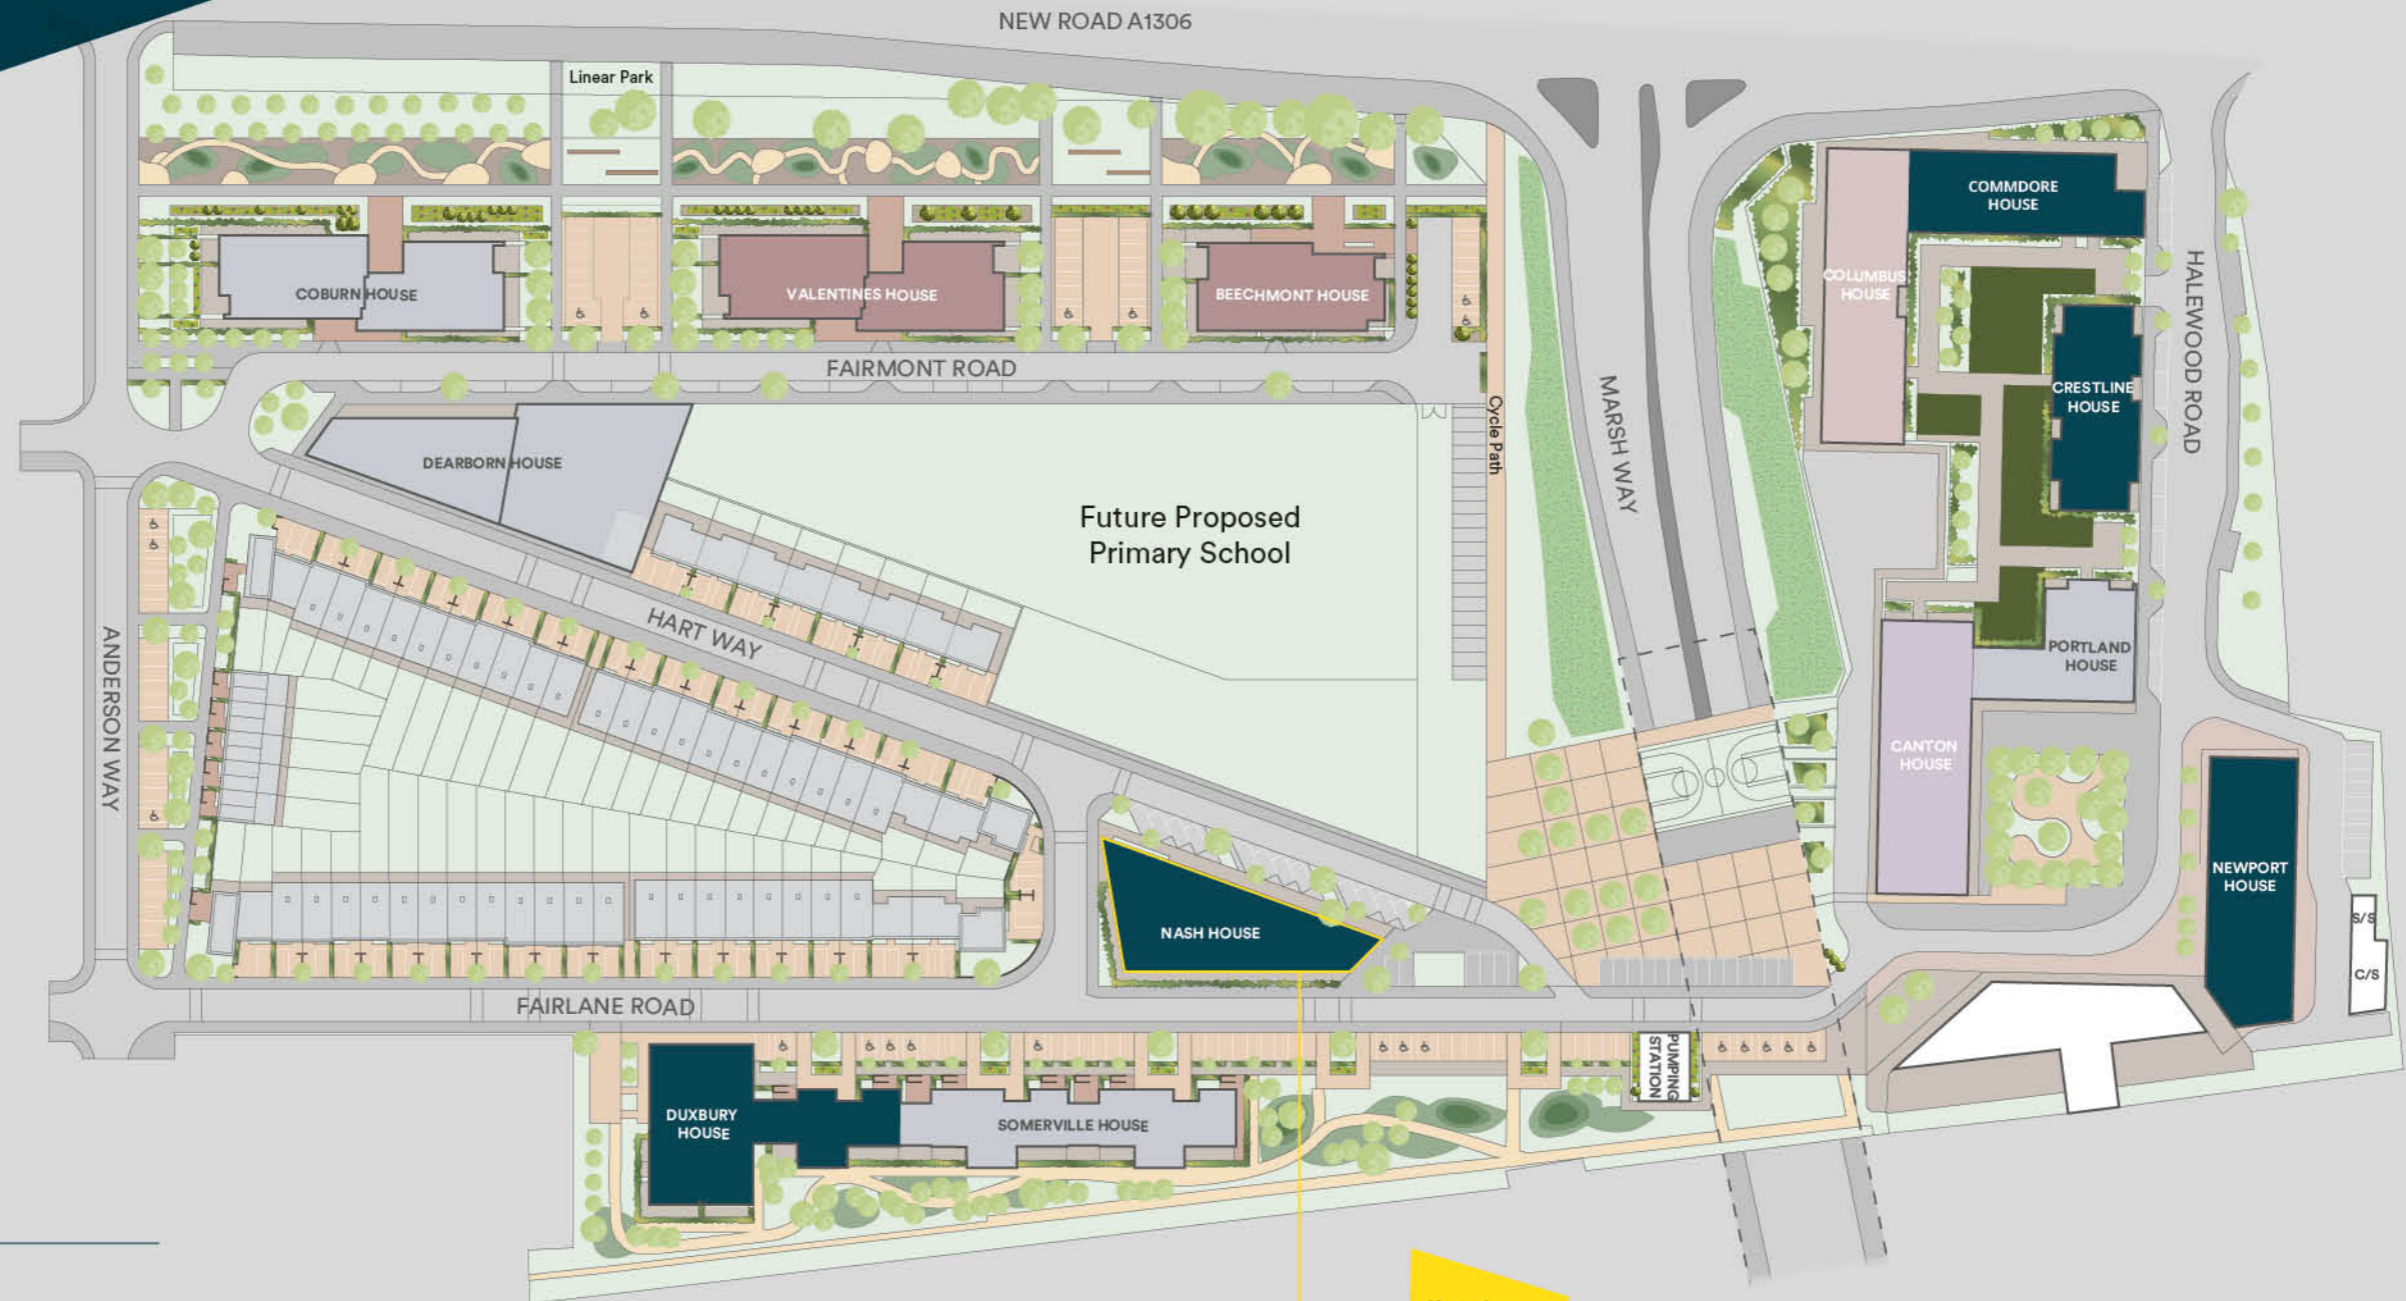 NEW ROAD A1306
Linear Park
COMMDORE
HOUSE
COLUMBUS
HOUSE
COBURN HOUSE
VALENTINES HOUSE
BEECHMONT HOUSE
HALEWOOD ROAD
FAIRMONT ROAD
CRESTLINE
HOUSE
MARSH WAY
Cycle Path
DEARBORN HOUSE
Future Proposed
Primary School
HART WAY
ANDERSON WAY
PORTLAND
HOUSE
CANTON
HOUSE
NEWPORT
HOUSE
NASH HOUSE
S/S
C/S
FAIRLANE ROAD
PUMPING
STATION
DUXBURY
HOUSE
SOMERVILLE HOUSE